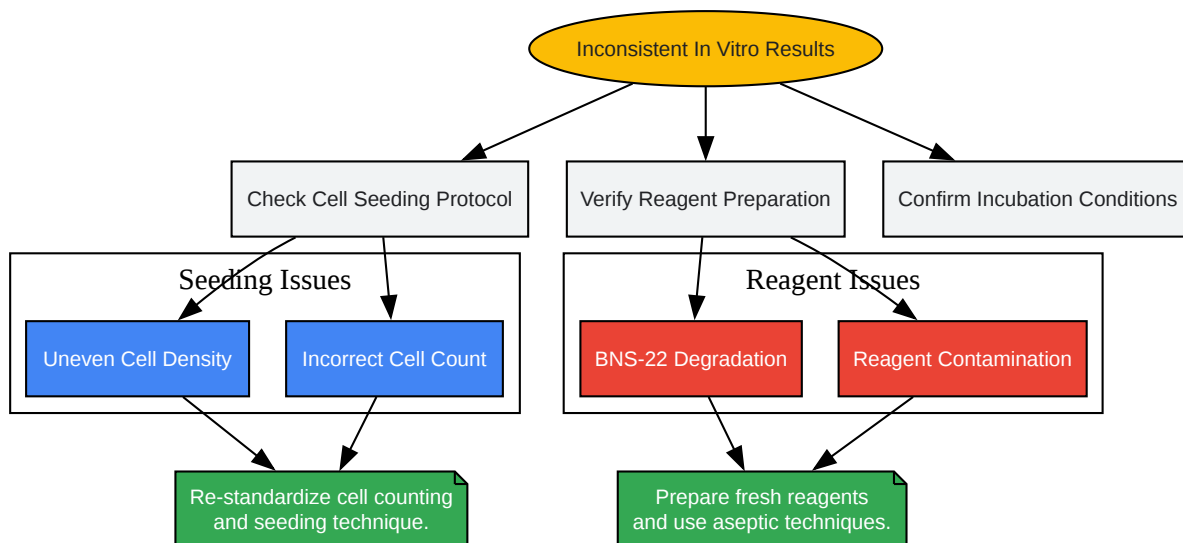 Inconsistent In Vitro Results
Check Cell Seeding Protocol
Verify Reagent Preparation
Confirm Incubation Conditions
Seeding Issues
Reagent Issues
Uneven Cell Density
Incorrect Cell Count
BNS-22 Degradation
Reagent Contamination
Re-standardize cell counting
and seeding technique.
Prepare fresh reagents
and use aseptic techniques.